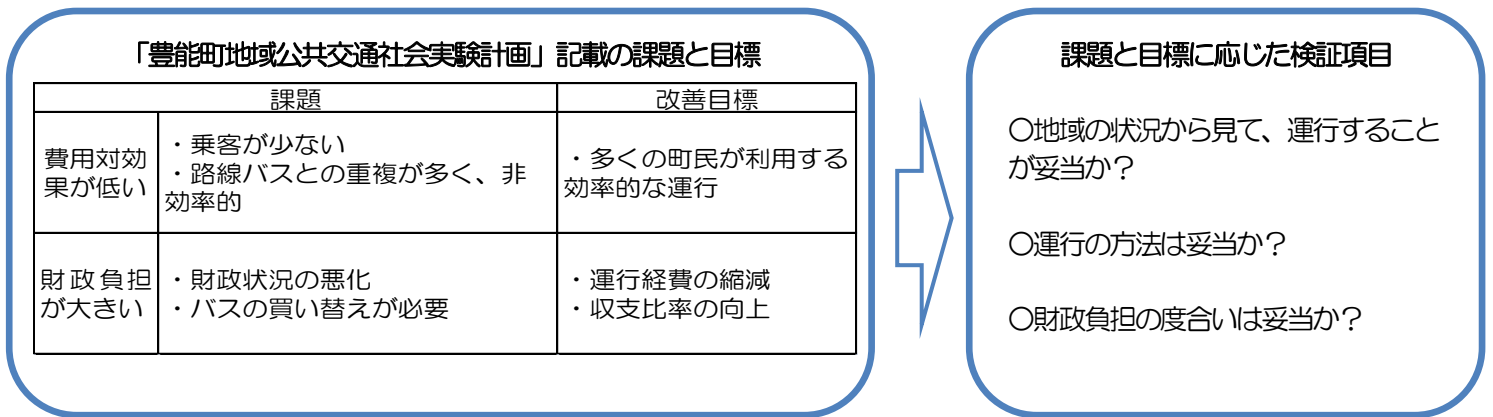 「豊能町地域公共交通社会実験計画」記載の課題と目標
課題
改善目標
費用対効
果が低い
・乗客が少ない
・路線バスとの重複が多く、非
効率的
・多くの町民が利用する
効率的な運行
財政負担
が大きい
・財政状況の悪化
・バスの買い替えが必要
・運行経費の縮減
・収支比率の向上
課題と目標に応じた検証項目
〇地域の状況から見て、運行すること
が妥当か？
〇運行の方法は妥当か？
〇財政負担の度合いは妥当か？